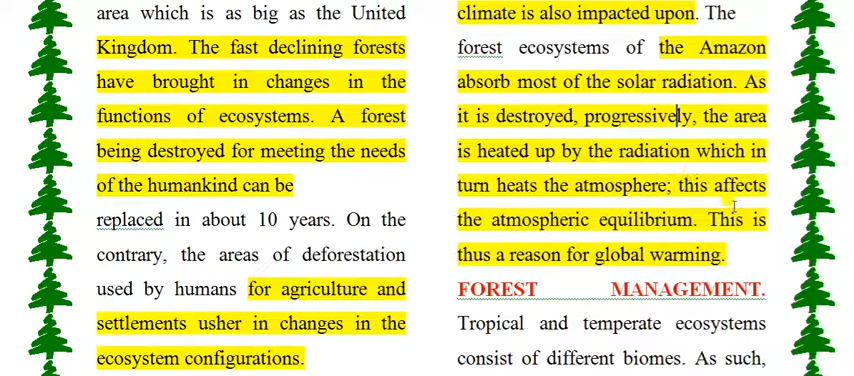 area which is as big as the United
Kingdom. The fast declining forests
have brought in changes in the
functions of ecosystems. A forest
being destroyed for meeting the needs
of the humankind can be
replaced in about 10 years. On the
contrary, the areas of deforestation
used by humans for agriculture and
settlements usher in changes in the
ecosystem configurations.
climate is also impacted upon. The
forest ecosystems of the Amazon
absorb most of the solar radiation. As
it is destroyed, progressively, the area
is heated up by the radiation which in
turn heats the atmosphere; this affects
the atmospheric equilibrium. This is
thus a reason for global warming.
FOREST MANAGEMENT.
Tropical and temperate ecosystems
consist of different biomes. As such,